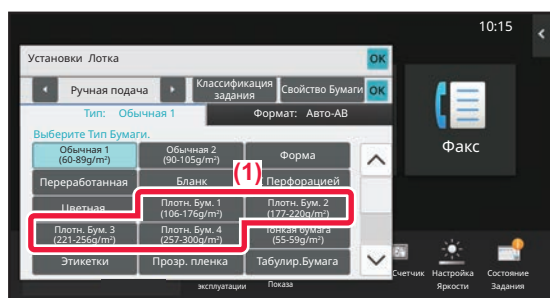 10:15
Установки Лотка
OK
Ручная подача
Классификация задания
Свойство Бумаги
OK
Тип: Обычная 1
Формат: Авто-AB
Выберите Тип Бумаги.
Обычная 1
(60-89g/m²)
Обычная 2
(90-105g/m²)
Форма
Факс
Переработанная
Бланк
(1)
Перфорацией
Цветная
Плотн. Бум. 1
(106-176g/m²)
Плотн. Бум. 2
(177-220g/m²)
Плотн. Бум. 3
(221-256g/m²)
Плотн. Бум. 4
(257-300g/m²)
Тонкая бумага
(55-59g/m²)
Этикетки
Прозр. пленка
Табулир.Бумага
эксплуатации
Показа
Счетчик
Настройка
Яркости
Состояние
Задания